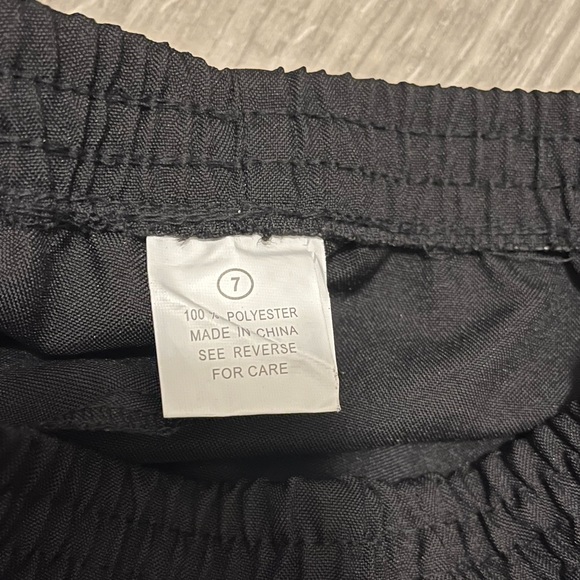 7
100 % POLYESTER
MADE IN CHINA
SEE REVERSE
FOR CARE